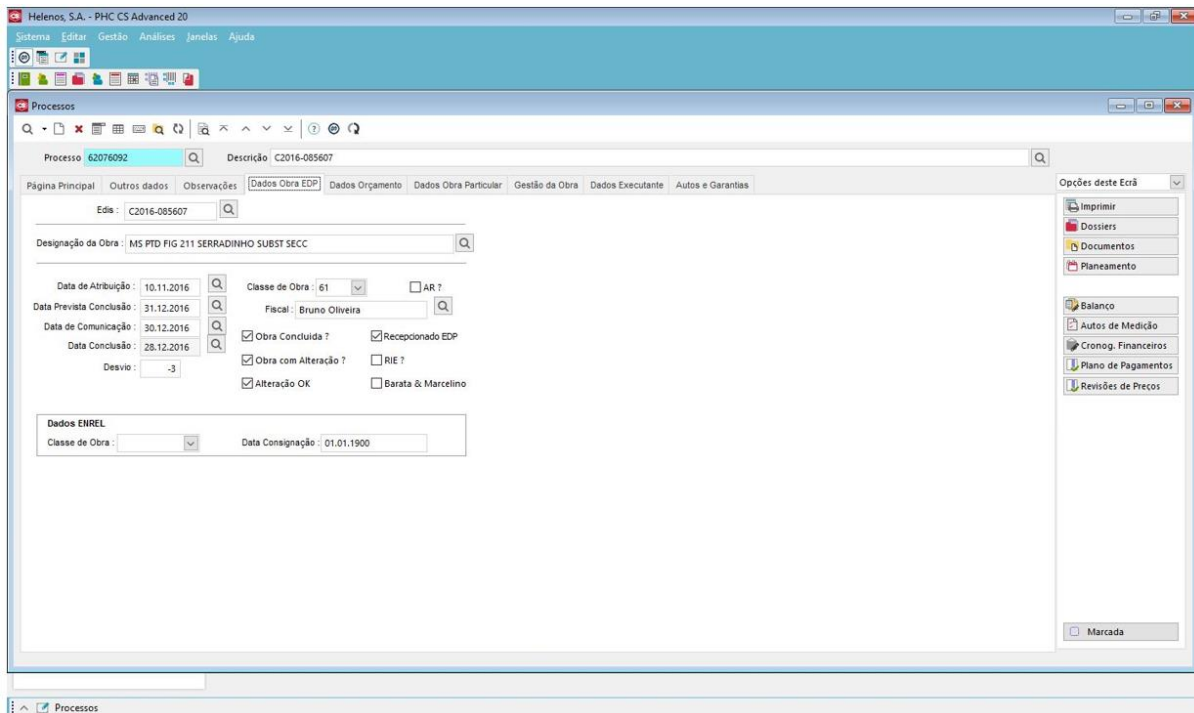 Helenos, S.A. - PHC CS Advanced 20
Sistema Editar Gestão Análises Janelas Ajuda
Processos
Processo 62076092 Descrição C2016-085607
Página Principal Outros dados Observações Dados Obra EDP Dados Orçamento Dados Obra Particular Gestão da Obra Dados Executante Autos e Garantias
Opções deste Ecrã
Edis : C2016-085607
Designação da Obra : MS PTD FIG 211 SERRADINHO SUBST SECC
Data de Atribuição : 10.11.2016 Classe de Obra : 61 AR ?
Data Prevista Conclusão : 31.12.2016 Fiscal : Bruno Oliveira
Data de Comunicação : 30.12.2016
Obra Concluida ? Recepcionado EDP
Data Conclusão : 28.12.2016
Obra com Alteração ? RIE ?
Desvio : -3
Alteração OK Barata & Marcelino
Dados ENREL
Classe de Obra : Data Consignação : 01.01.1900
Imprimir
Dossiers
Documentos
Planeamento
Balanço
Autos de Medição
Cronog. Financeiros
Plano de Pagamentos
Revisões de Preços
Marcada
Processos